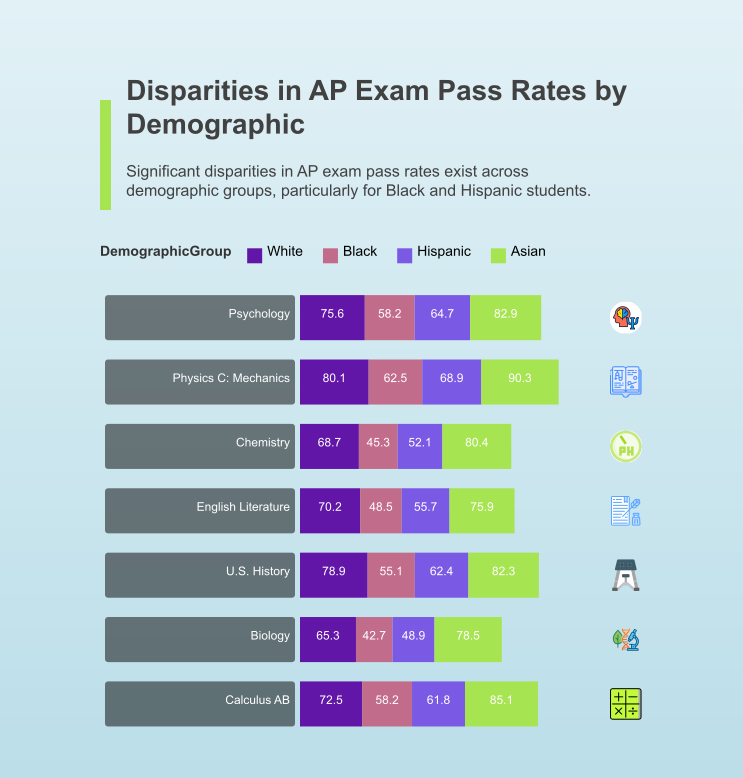 Disparities in AP Exam Pass Rates by
Demographic
Significant disparities in AP exam pass rates exist across
demographic groups, particularly for Black and Hispanic students.
DemographicGroup White Black Hispanic Asian
Psychology 75.6 58.2 64.7 82.9
Physics C: Mechanics 80.1 62.5 68.9 90.3
Chemistry 68.7 45.3 52.1 80.4
PH
English Literature 70.2 48.5 55.7 75.9
U.S. History 78.9 55.1 62.4 82.3
Biology 65.3 42.7 48.9 78.5
Calculus AB 72.5 58.2 61.8 85.1